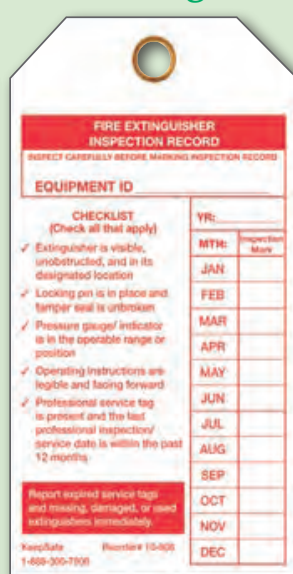 FIRE EXTINGUISHER
INSPECTION RECORD
INSPECT CAREFULLY BEFORE MARKING INSPECTION RECORD
EQUIPMENT ID
CHECKLIST
(Check all that apply)
✓ Extinguisher is visible,
unobstructed, and in its
designated location
✓ Locking pin is in place and
tamper seal is unbroken
✓ Pressure gauge/ indicator
is in the operable range or
position
✓ Operating instructions are
legible and facing forward
✓ Professional service tag
is present and the last
professional inspection/
service date is within the past
12 months
Report expired service tags
and missing, damaged, or used
extinguishers immediately.
KeepSafe Reorder# 10-906
YR:
MTH: Inspection
Mark
JAN
FEB
MAR
APR
MAY
JUN
JUL
AUG
SEP
OCT
NOV
DEC